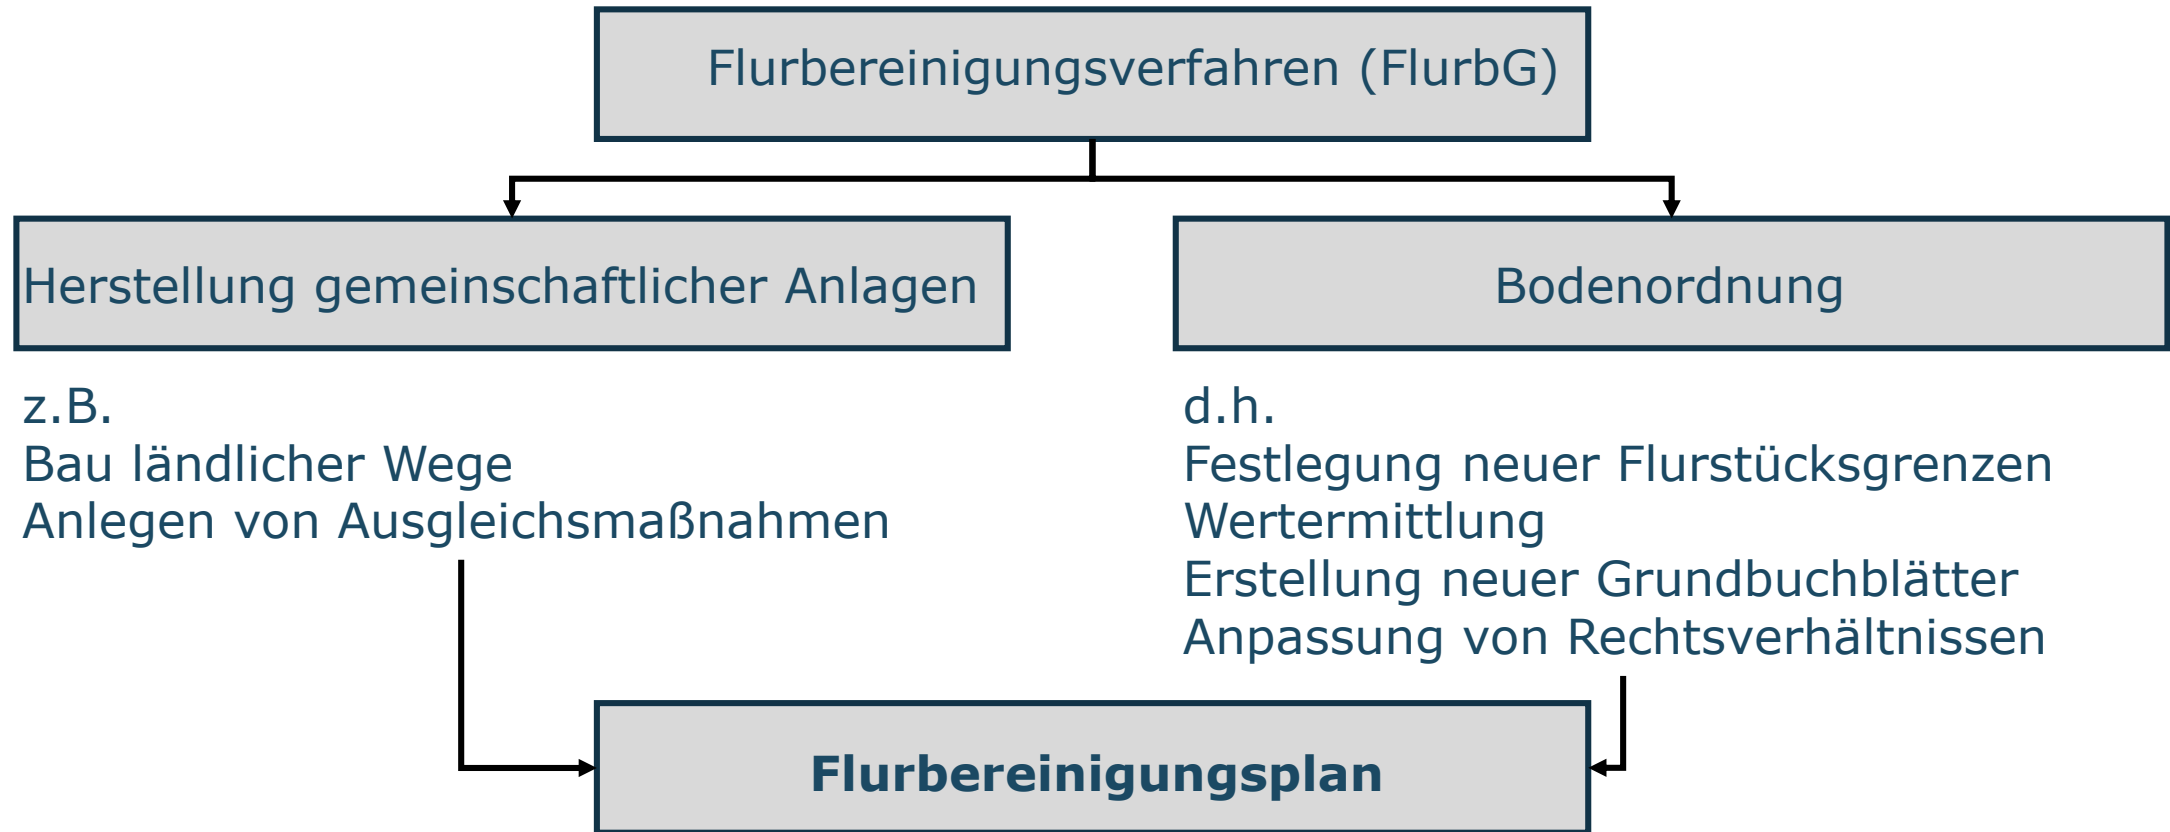 Flurbereinigungsverfahren (FlurbG)
Herstellung gemeinschaftlicher Anlagen
Bodenordnung
z.B.
Bau ländlicher Wege
Anlegen von Ausgleichsmaßnahmen
d.h.
Festlegung neuer Flurstücksgrenzen
Wertermittlung
Erstellung neuer Grundbuchblätter
Anpassung von Rechtsverhältnissen
Flurbereinigungsplan